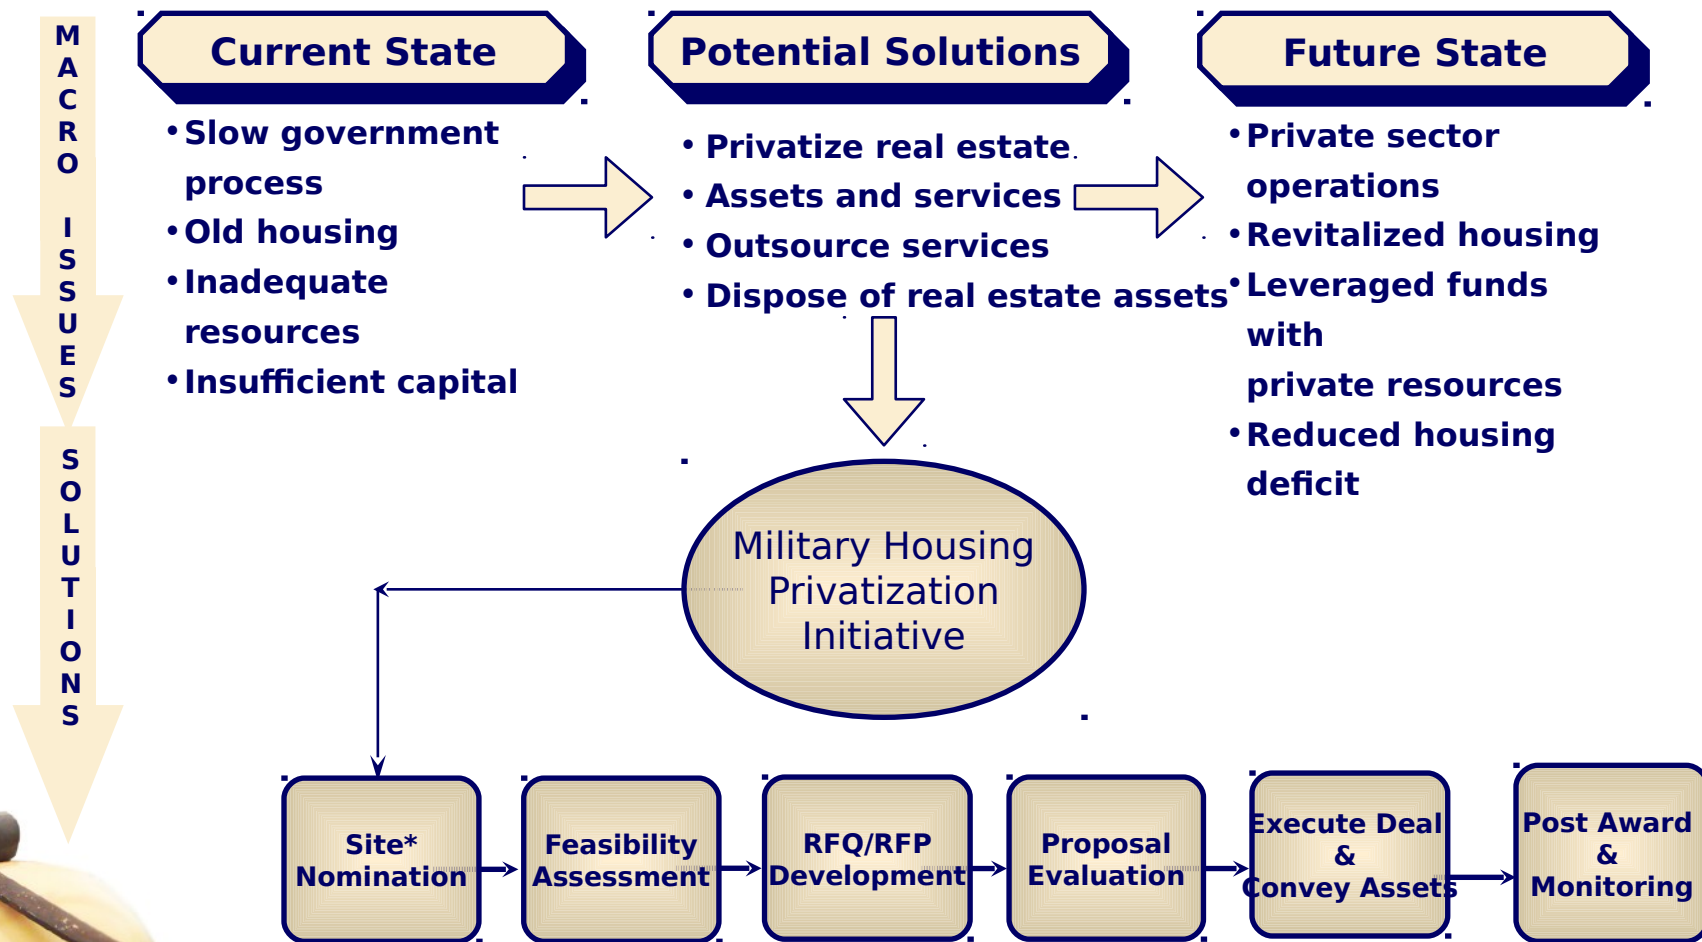 MACRO ISSUES
SOLUTIONS
Current State
• Slow government
process
• Old housing
• Inadequate
resources
• Insufficient capital
Potential Solutions
• Privatize real estate
• Assets and services
• Outsource services
• Dispose of real estate assets
Future State
• Private sector
operations
• Revitalized housing
• Leveraged funds
with
private resources
• Reduced housing
deficit
Military Housing
Privatization
Initiative
Site*
Nomination
Feasibility
Assessment
RFQ/RFP
Development
Proposal
Evaluation
Execute Deal
&
Convey Assets
Post Award
&
Monitoring